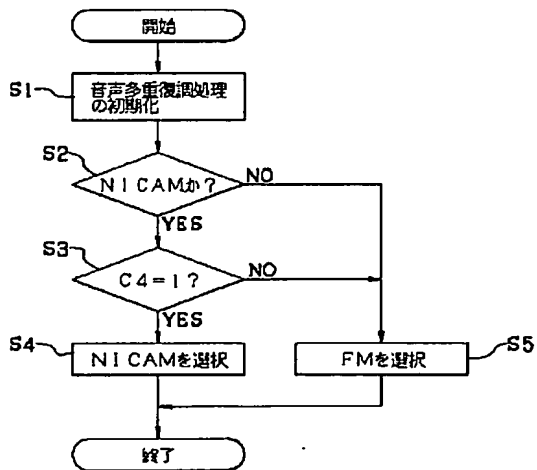 開始
S1
音声多重復調処理
の初期化
S2
NICAMか?
NO
YES
S3
C4=1?
NO
YES
S4
NICAMを選択
FMを選択
S5
終了